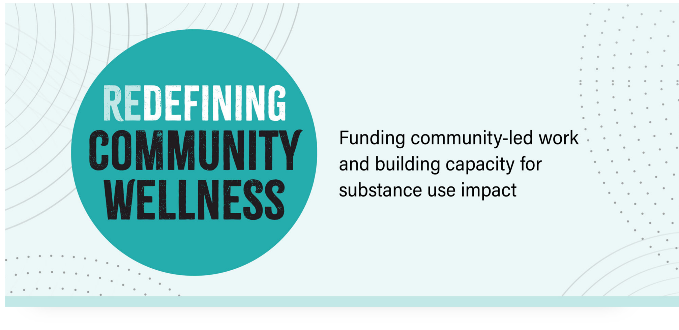 REDEFINING
COMMUNITY
WELLNESS
Funding community-led work
and building capacity for
substance use impact